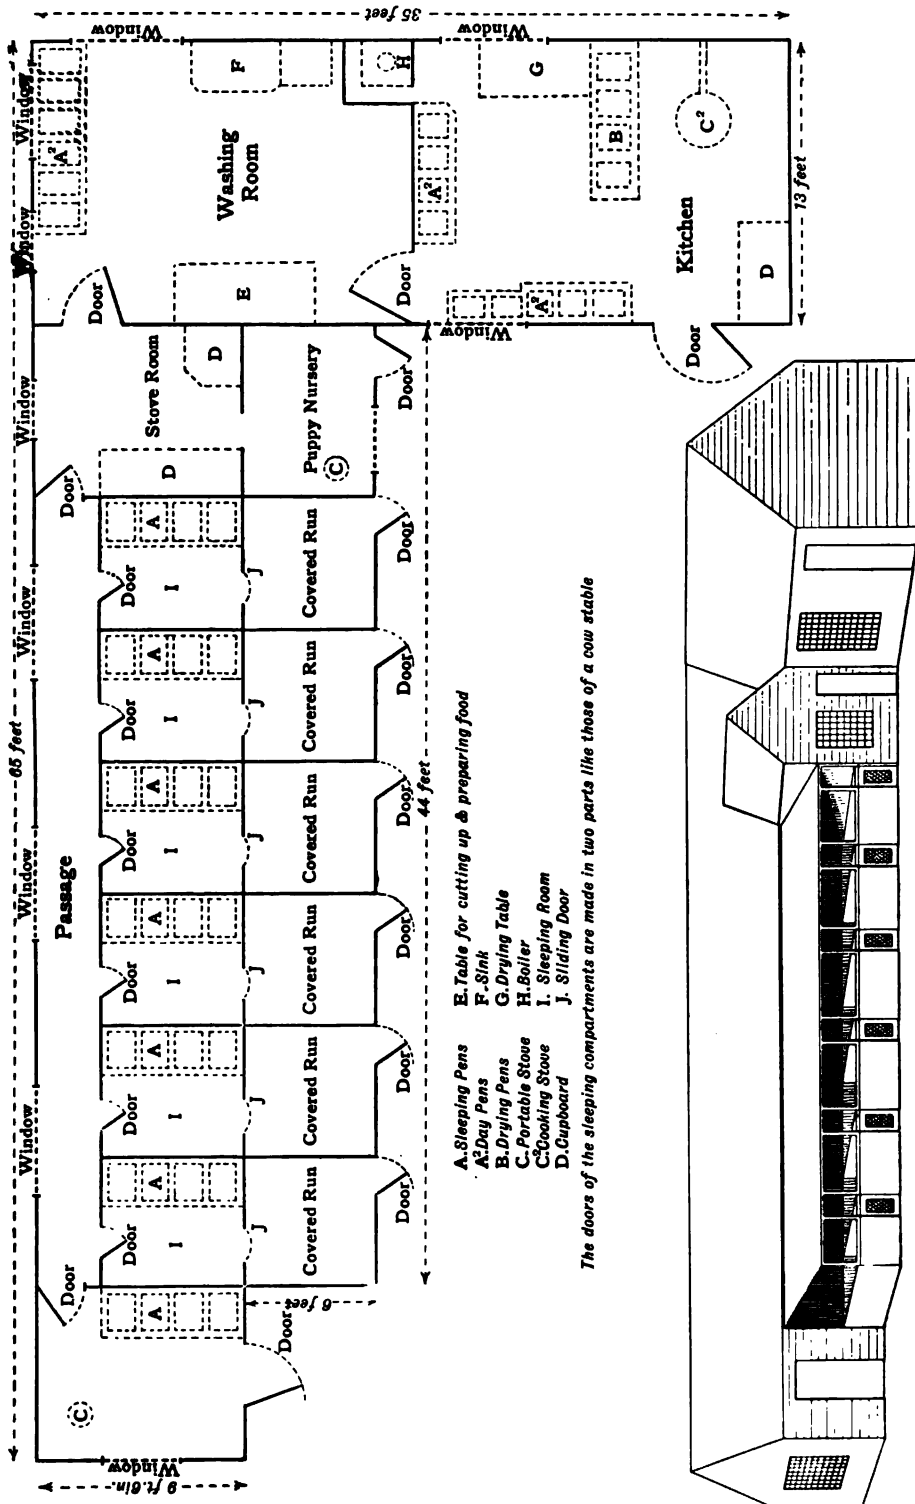 65 feet
Window
Window
Window
Window
Window
Window
9 ft. 6in.
C
Door
Passage
Door
Door
A²
Window
35 feet
Door
Door
Door
Door
Door
Door
Window
A
A
A
A
A
A
A
D
Stove Room
I
I
I
I
I
I
D
E
Washing
Room
F
J
J
J
J
J
J
Door
6 feet
Covered Run
Covered Run
Covered Run
Covered Run
Covered Run
Covered Run
Puppy Nursery
C
Door
Door
Door
Door
Door
Door
Door
Door
H
44 feet
A²
Window
Window
A²
G
B
Kitchen
C²
Door
D
13 feet
A. Sleeping Pens
A². Day Pens
B. Drying Pens
C. Portable Stove
C². Cooking Stove
D. Cupboard
E. Table for cutting up & preparing food
F. Sink
G. Drying Table
H. Boiler
I. Sleeping Room
J. Sliding Door
The doors of the sleeping compartments are made in two parts like those of a cow stable